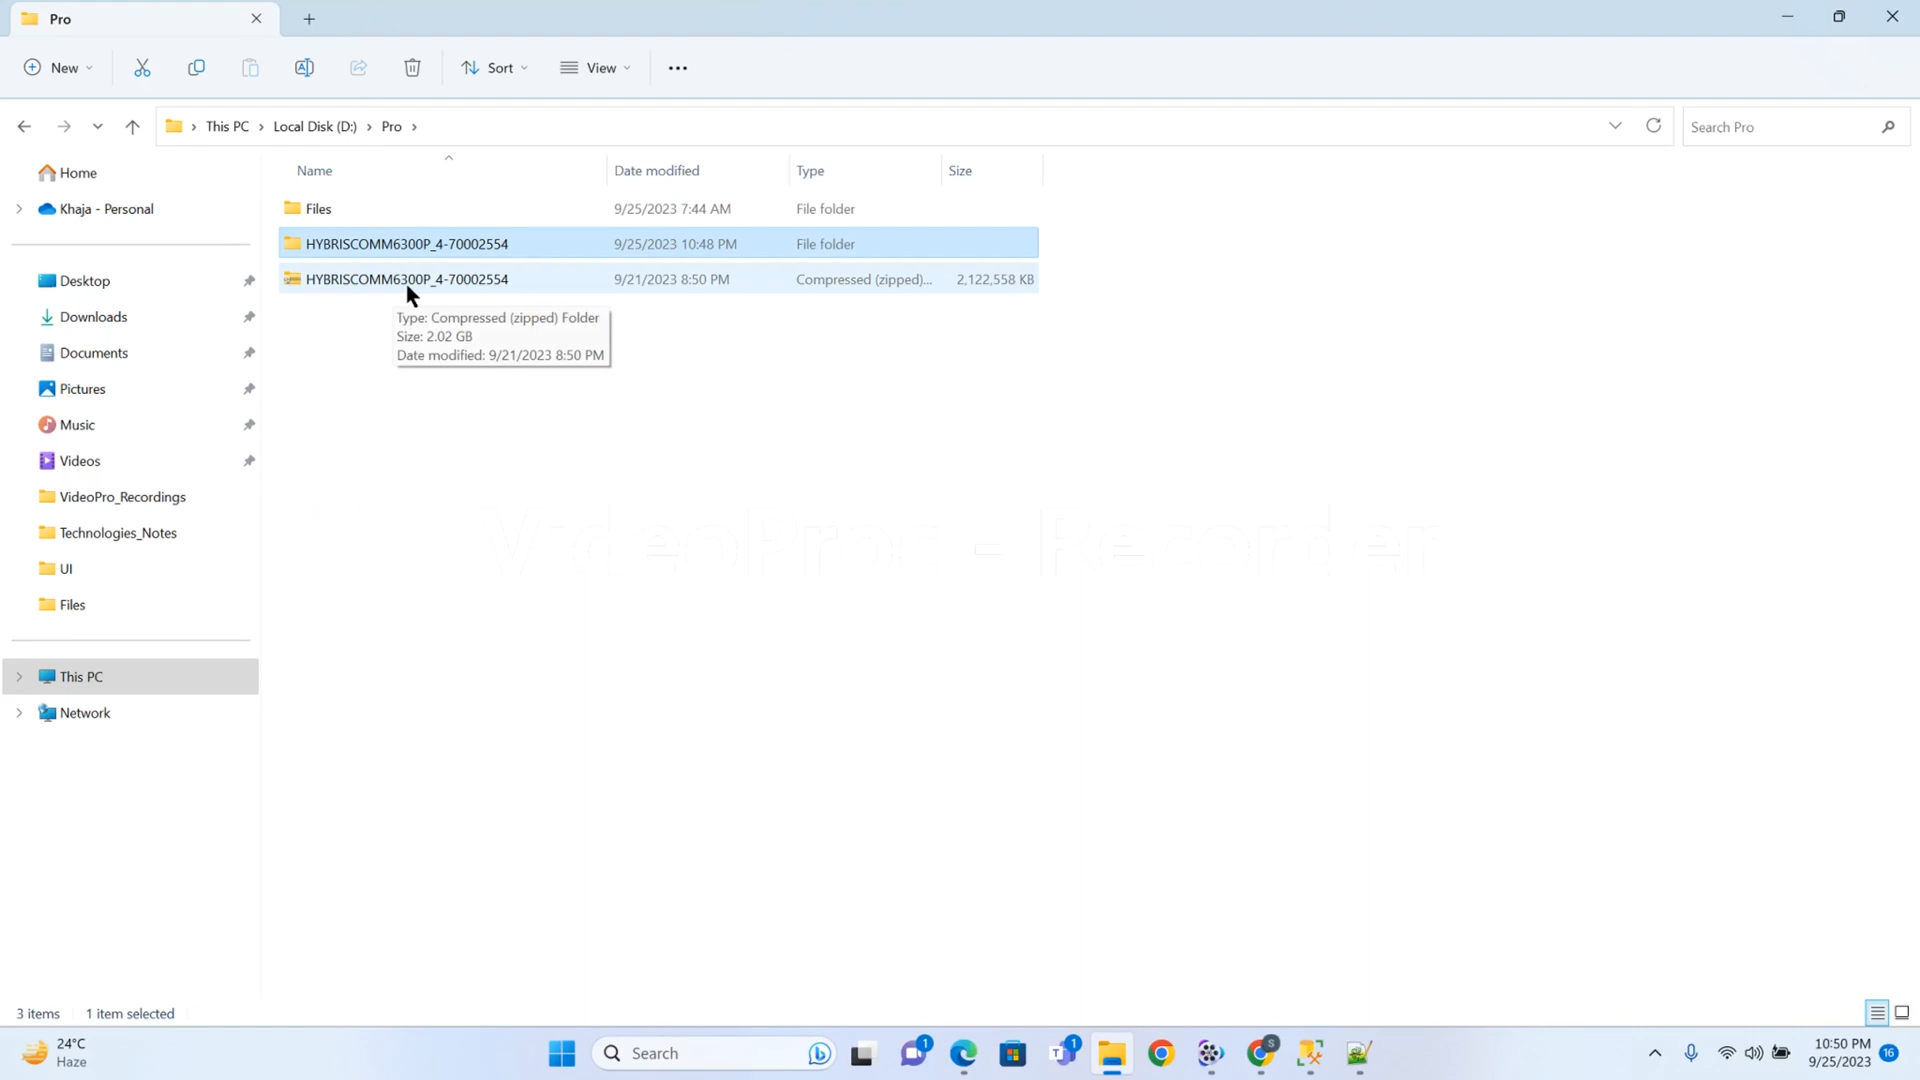 Pro
New
Sort
View
This PC
Local Disk (D:)
Pro
Search Pro
Name
Date modified
Type
Size
Home
Khaja - Personal
Desktop
Downloads
Documents
Pictures
Music
Videos
VideoPro_Recordings
Technologies_Notes
UI
Files
This PC
Network
Files 9/25/2023 7:44 AM File folder
HYBRISCOMM6300P_4-70002554 9/25/2023 10:48 PM File folder
HYBRISCOMM6300P_4-70002554 9/21/2023 8:50 PM Compressed (zipped)... 2,122,558 KB
Type: Compressed (zipped) Folder
Size: 2.02 GB
Date modified: 9/21/2023 8:50 PM
VideoProc - Recorder
3 items 1 item selected
24°C
Haze
Search
1
1
T
S
10:50 PM
9/25/2023
16